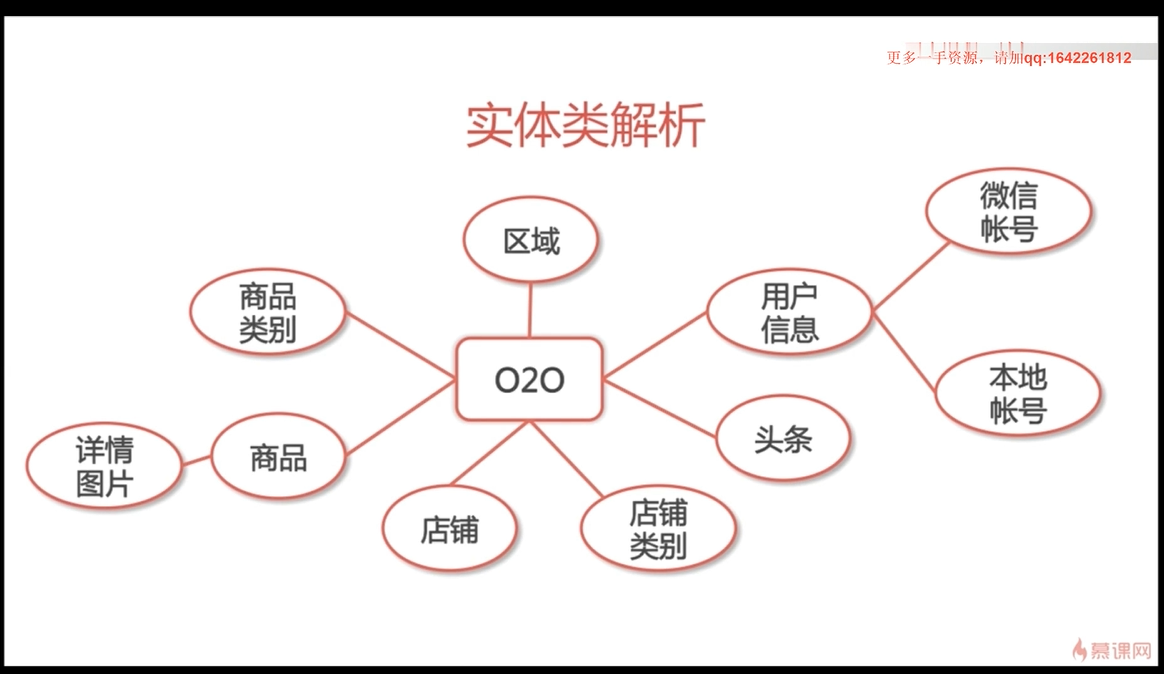 更多一手资源，请加qq:1642261812
实体类解析
微信
帐号
区域
商品
类别
用户
信息
O2O
本地
帐号
头条
详情
图片
商品
店铺
店铺
类别
慕课网